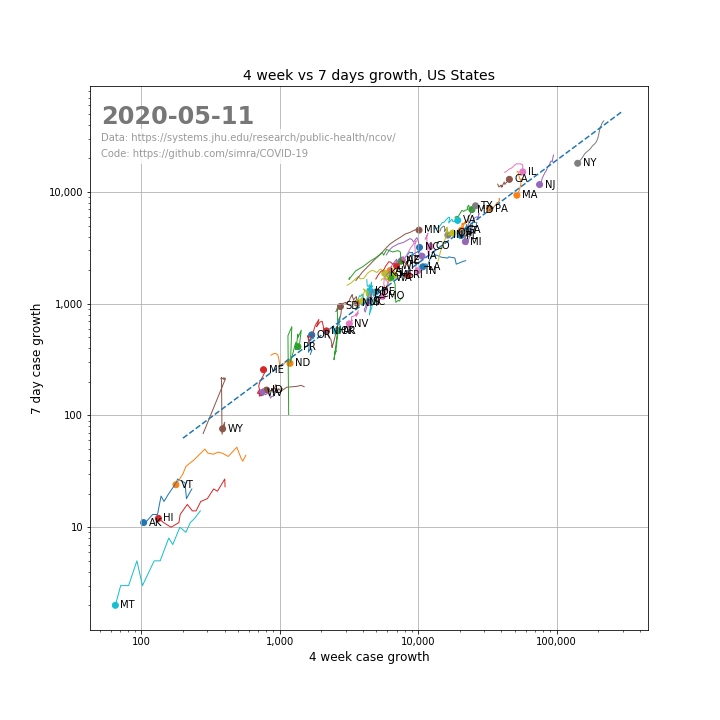 4 week vs 7 days growth, US States
2020-05-11
Data: https://systems.jhu.edu/research/public-health/ncov/
Code: https://github.com/simra/COVID-19
NY
IL
CA
NJ
MA
10,000
TX
PA
VA
MN
MI
NC
CO
IA
LA
TN
RI
WA
MO
1,000
SD
NV
OR
PR
ND
ME
100
WY
VT
HI
AK
10
MT
100
1,000
10,000
100,000
4 week case growth
7 day case growth